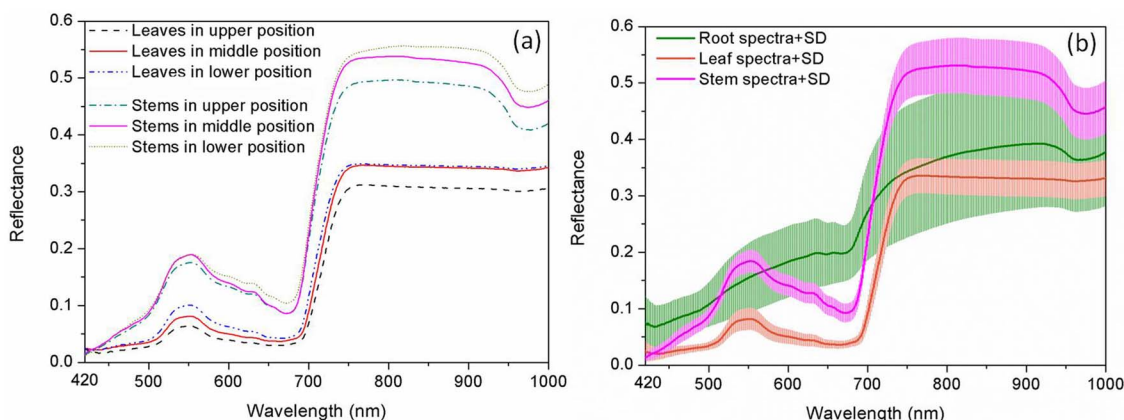 (a)
Leaves in upper position
Leaves in middle position
Leaves in lower position
Stems in upper position
Stems in middle position
Stems in lower position
Reflectance
0.6
0.5
0.4
0.3
0.2
0.1
0.0
420 500 600 700 800 900 1000
Wavelength (nm)
(b)
Root spectra+SD
Leaf spectra+SD
Stem spectra+SD
Reflectance
0.6
0.5
0.4
0.3
0.2
0.1
0.0
420 500 600 700 800 900 1000
Wavelength (nm)